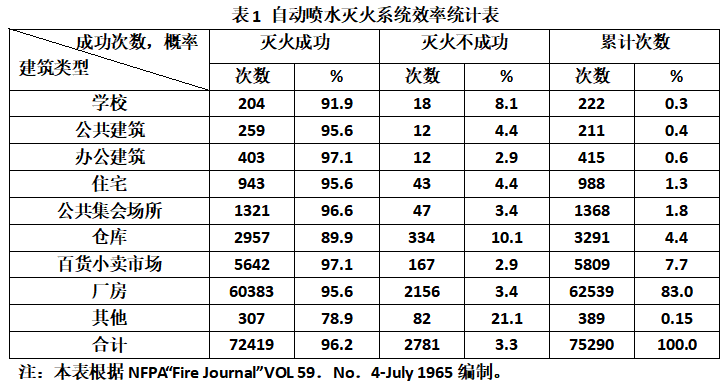 表1 自动喷水灭火系统效率统计表
成功次数，概率 灭火成功 灭火不成功 累计次数
建筑类型 次数 % 次数 % 次数 %
学校 204 91.9 18 8.1 222 0.3
公共建筑 259 95.6 12 4.4 211 0.4
办公建筑 403 97.1 12 2.9 415 0.6
住宅 943 95.6 43 4.4 988 1.3
公共集会场所 1321 96.6 47 3.4 1368 1.8
仓库 2957 89.9 334 10.1 3291 4.4
百货小卖市场 5642 97.1 167 2.9 5809 7.7
厂房 60383 95.6 2156 3.4 62539 83.0
其他 307 78.9 82 21.1 389 0.15
合计 72419 96.2 2781 3.3 75290 100.0
注：本表根据 NFPA“Fire Journal”VOL 59．No．4-July 1965 编制。